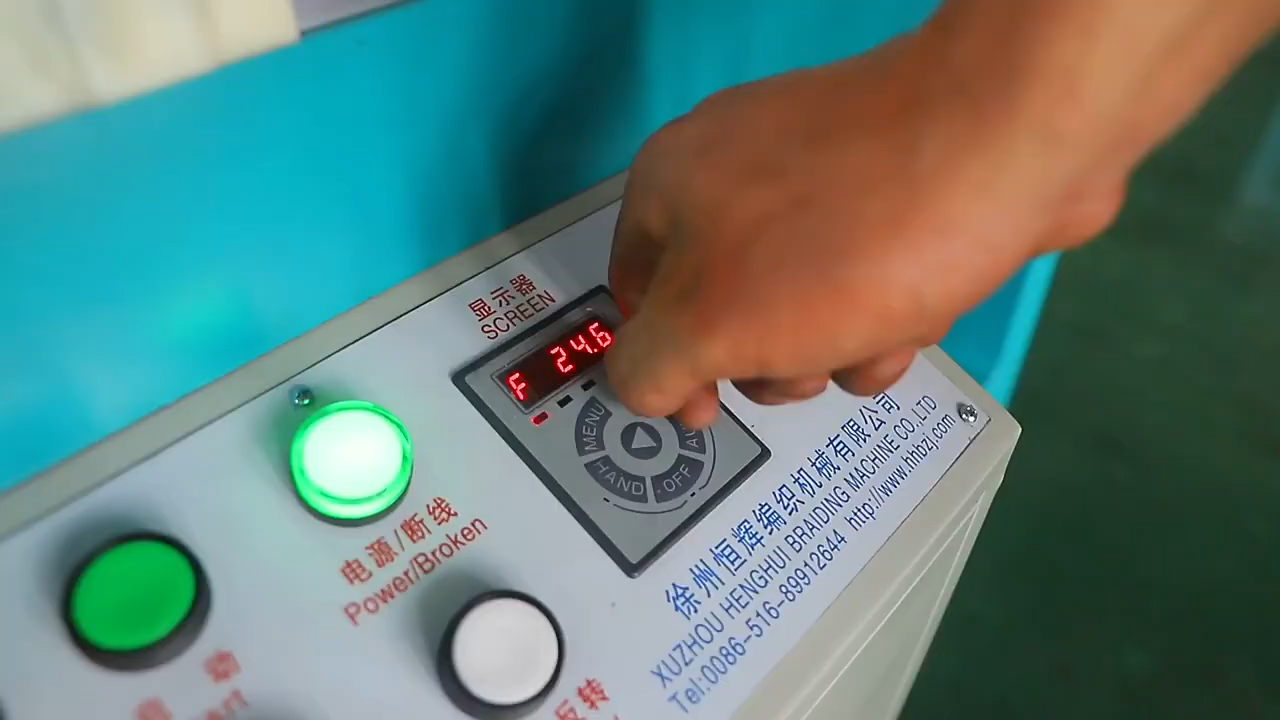 显示器
SCREEN
F 24.6
MENU
HAND
OFF
电源/断线
Power/Broken
反转
徐州恒辉编织机械有限公司
XUZHOU HENGHUI BRAIDING MACHINE CO.,LTD
Tel:0086-516-89912644 http://www.hhbzj.com